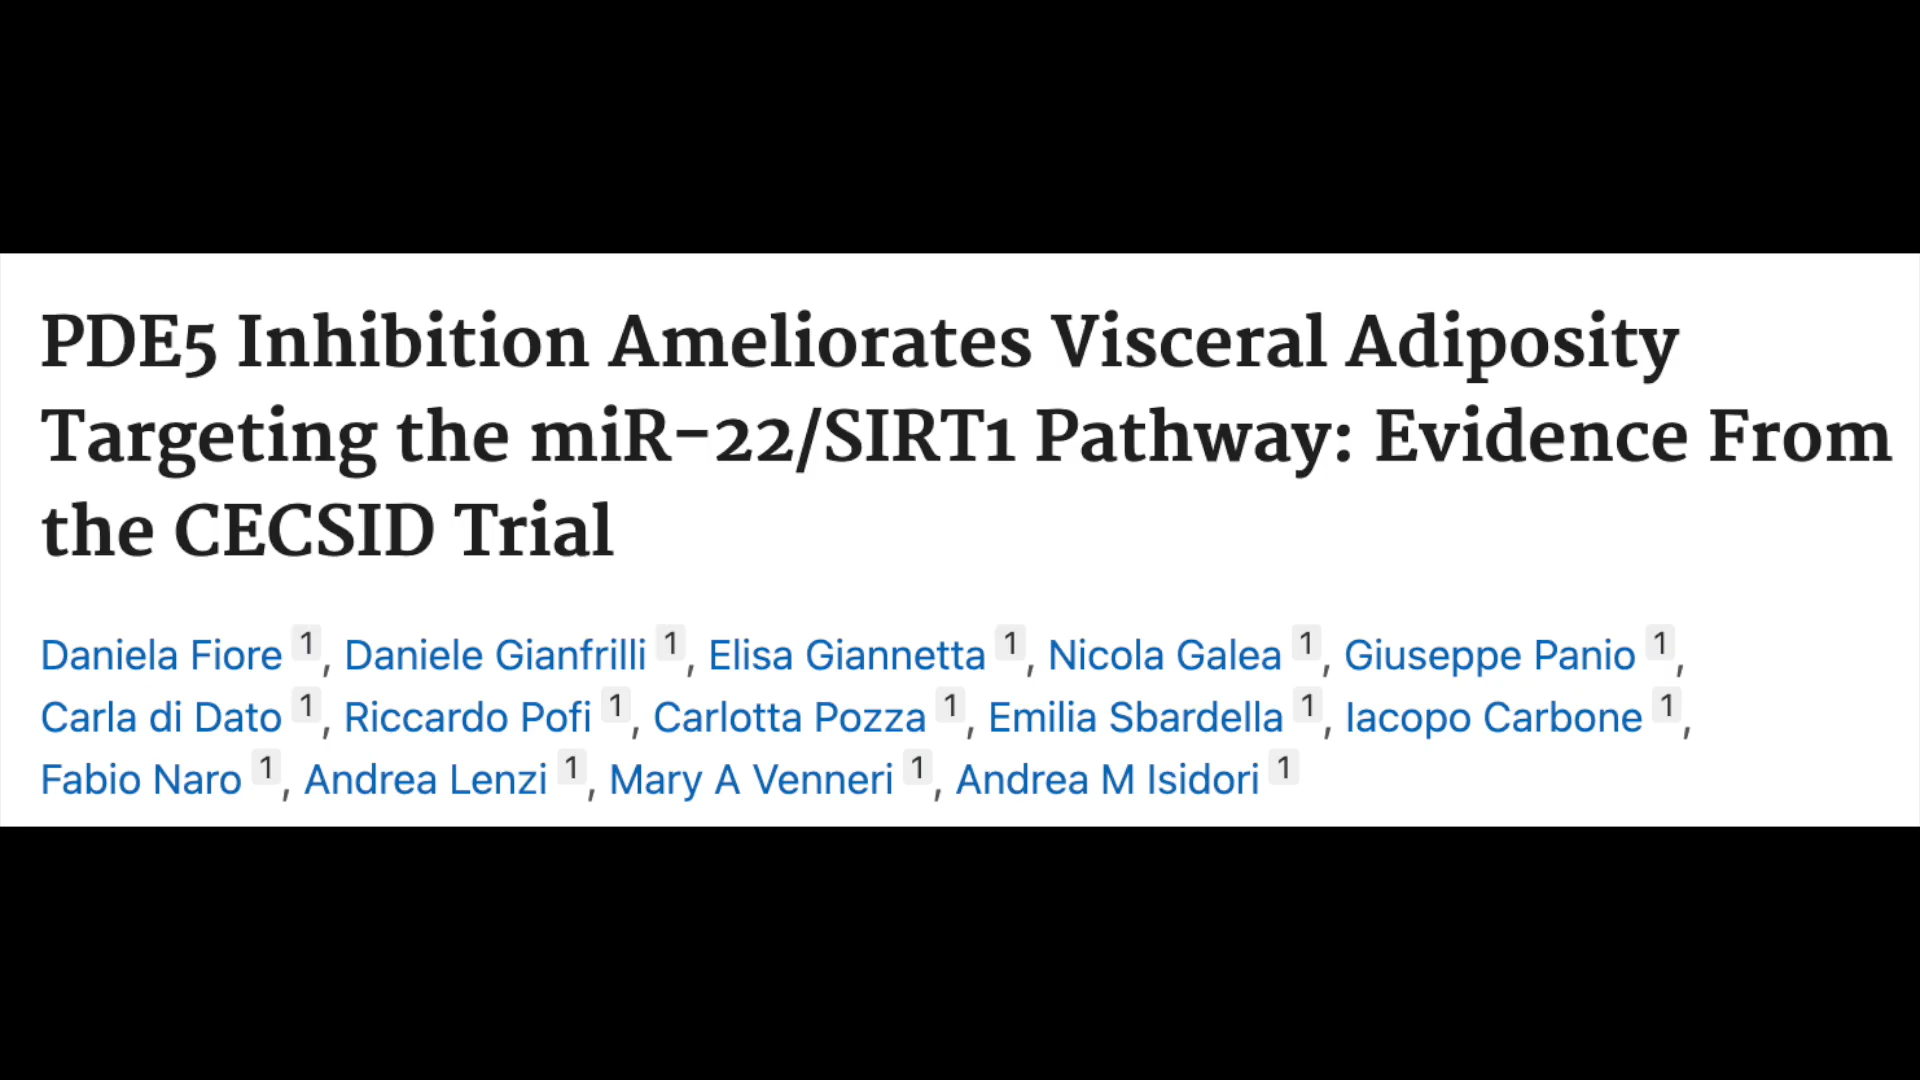 PDE5 Inhibition Ameliorates Visceral Adiposity
Targeting the miR-22/SIRT1 Pathway: Evidence From
the CECSID Trial
Daniela Fiore 1, Daniele Gianfrilli 1, Elisa Giannetta 1, Nicola Galea 1, Giuseppe Panio 1,
Carla di Dato 1, Riccardo Pofi 1, Carlotta Pozza 1, Emilia Sbardella 1, Iacopo Carbone 1,
Fabio Naro 1, Andrea Lenzi 1, Mary A Venneri 1, Andrea M Isidori 1